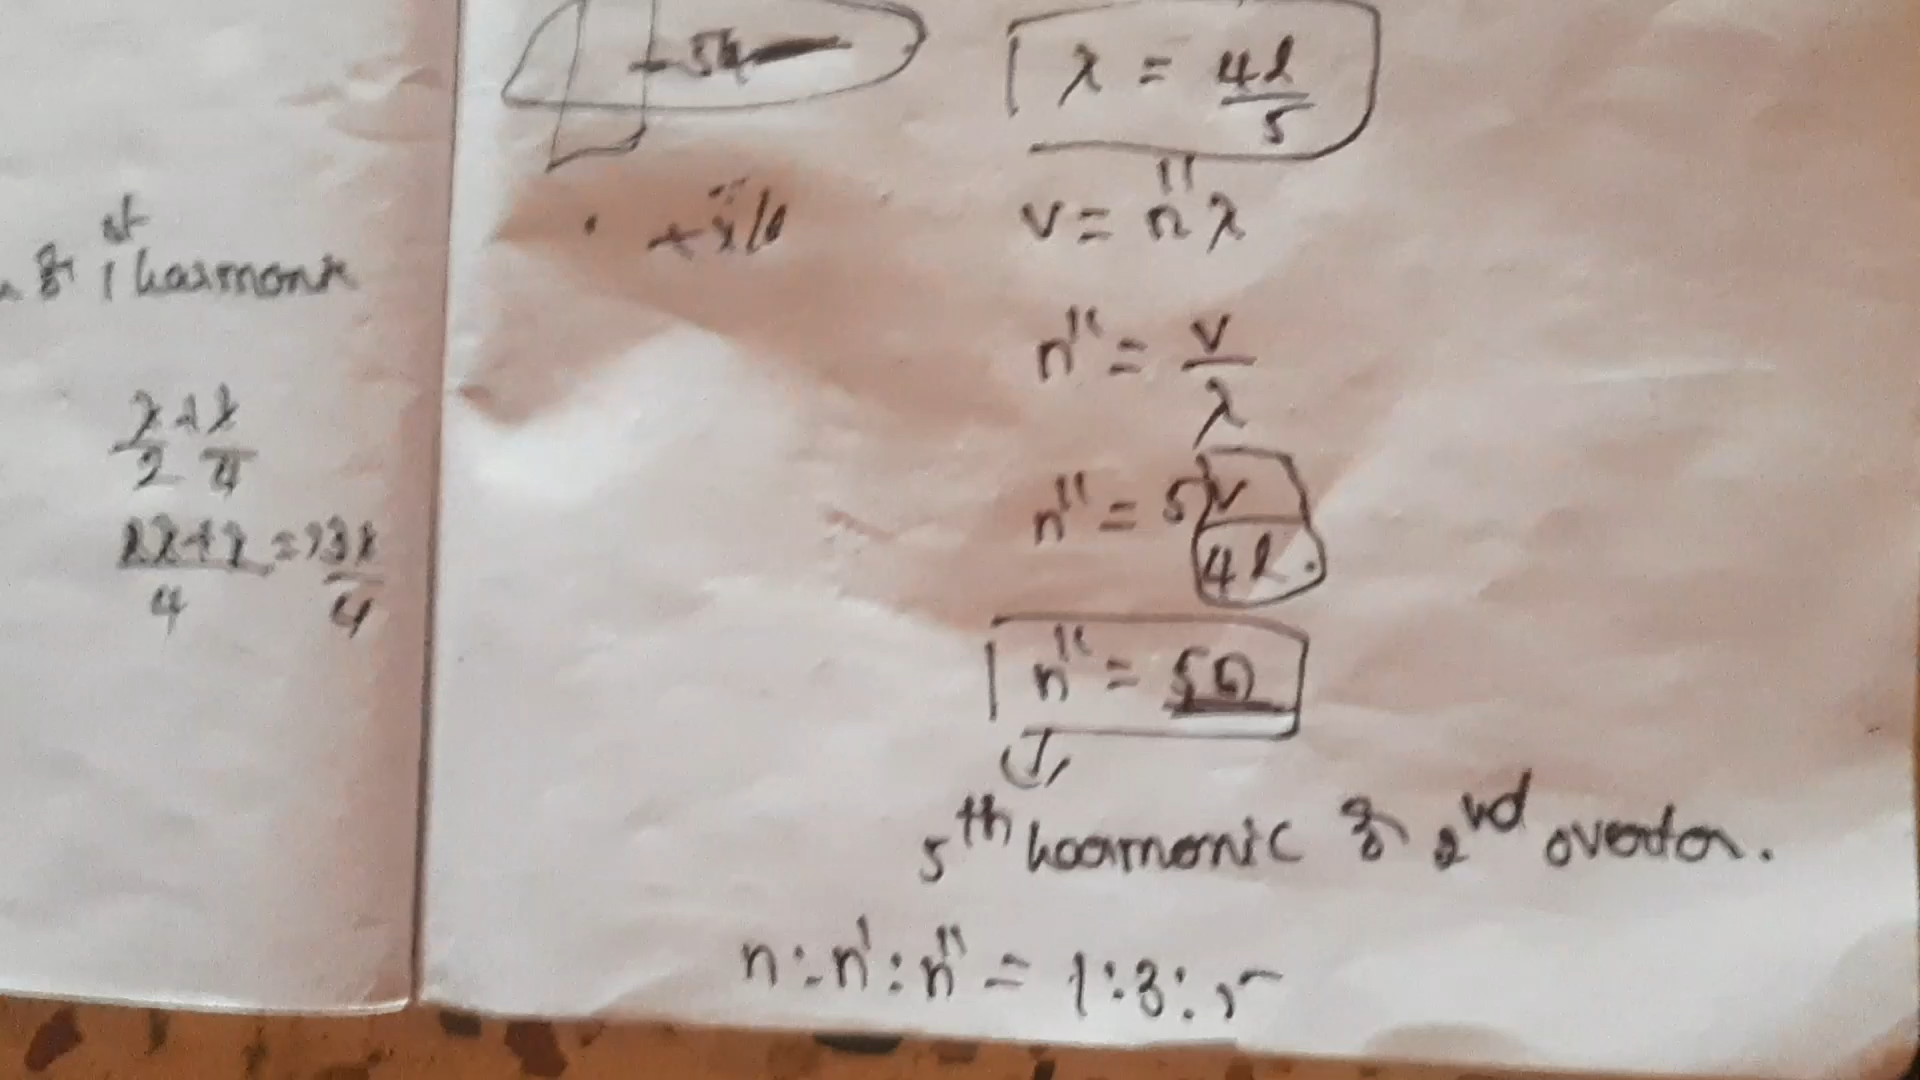 1st harmonic
λ/2 + λ/4
2λ+λ/4 = 3λ/4
λ = 4l/5
v = n"λ
n" = v/λ
n" = 5v/4l.
n" = 5n
5th harmonic 2nd
n : n' : n" = 1 : 3 : 5